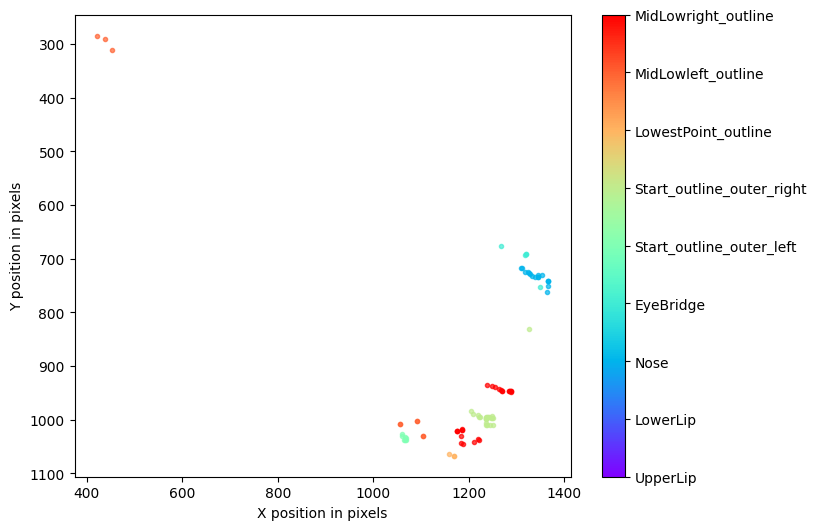 300
400
500
600
700
800
900
1000
1100
Y position in pixels
400
600
800
1000
1200
1400
X position in pixels
MidLowright_outline
MidLowleft_outline
LowestPoint_outline
Start_outline_outer_right
Start_outline_outer_left
EyeBridge
Nose
LowerLip
UpperLip